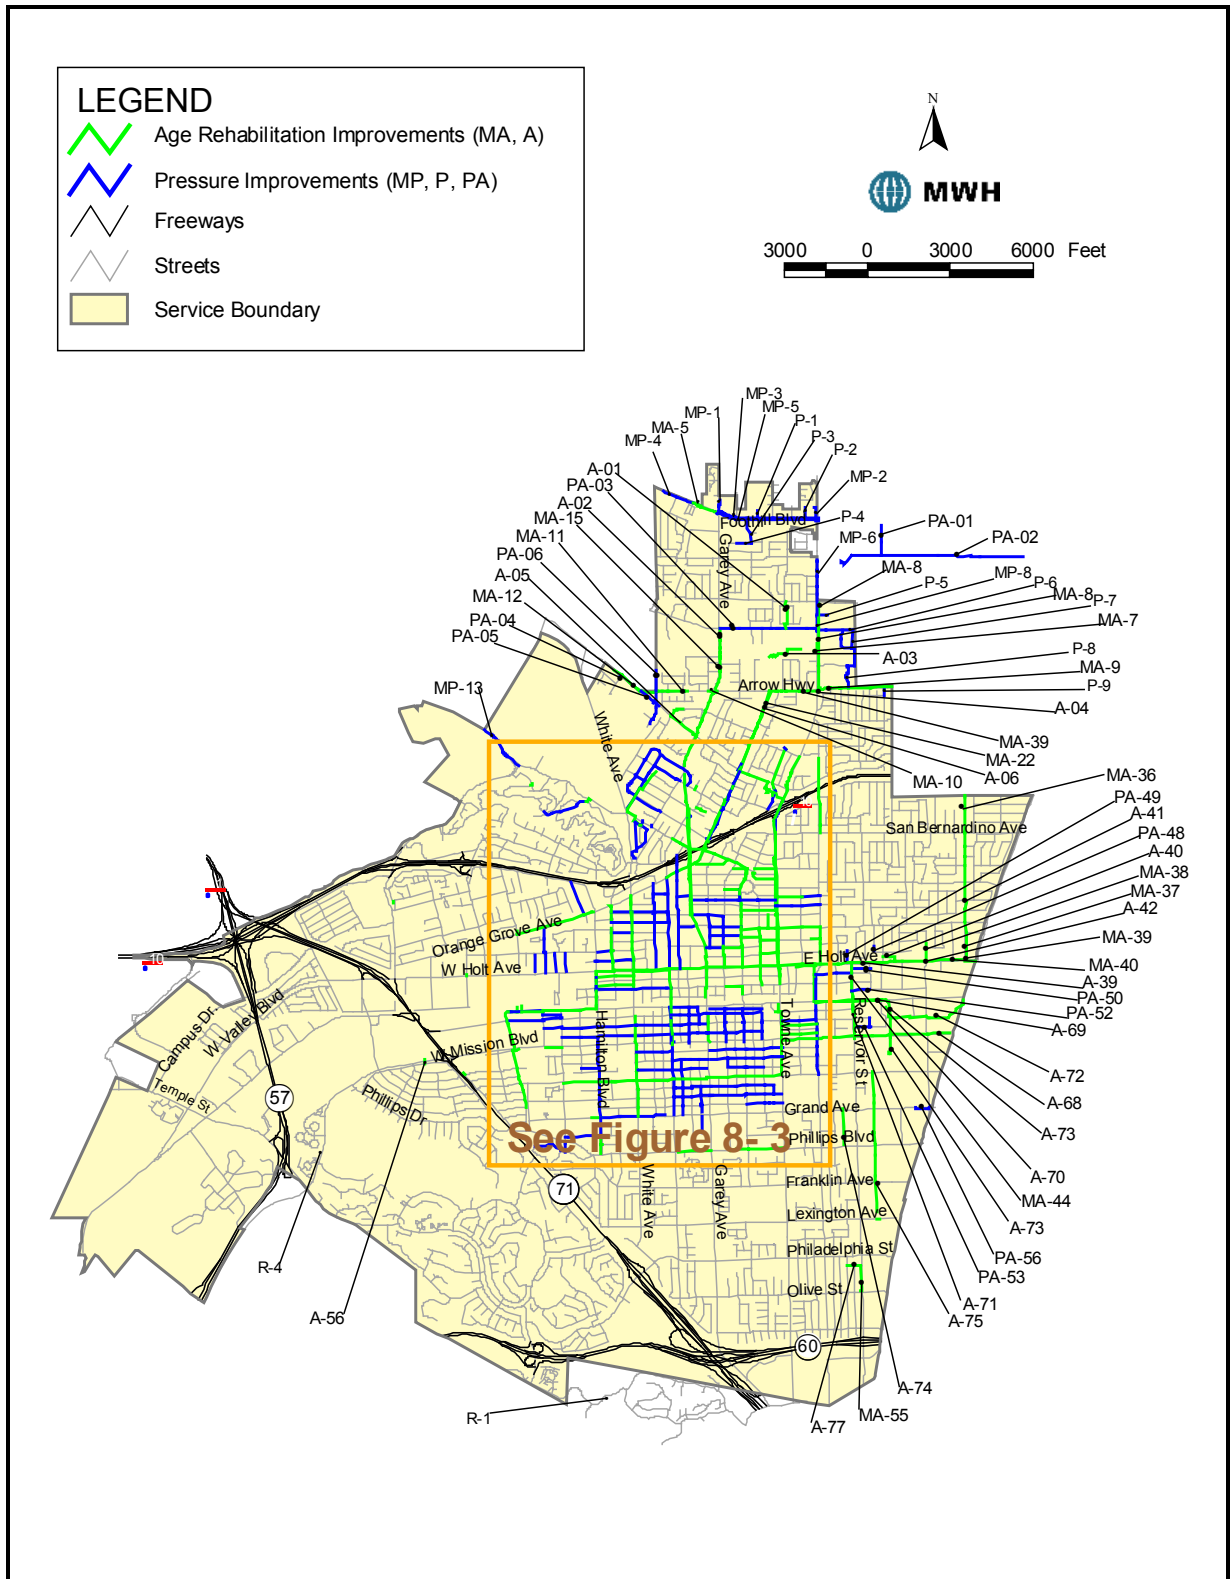 LEGEND
Age Rehabilitation Improvements (MA, A)
Pressure Improvements (MP, P, PA)
Freeways
Streets
Service Boundary
N
MWH
3000 0 3000 6000 Feet
MP-3
MP-5
MP-1
P-1
MA-5
P-3
MP-4
P-2
A-01
MP-2
PA-03
A-02
Foothill Blvd
P-4
MA-15
PA-01
MA-11
MP-6
PA-02
PA-06
MA-8
A-05
P-5
MP-8
MA-12
P-6
MA-8
PA-04
P-7
PA-05
MA-7
Garey Ave
A-03
P-8
MP-13
Arrow Hwy
MA-9
P-9
A-04
White Ave
MA-39
MA-22
MA-10
A-06
MA-36
PA-49
A-41
San Bernardino Ave
PA-48
A-40
MA-38
MA-37
A-42
Orange Grove Ave
MA-39
E Holt Ave
10
W Holt Ave
MA-40
A-39
PA-50
PA-52
A-69
Campus Dr.
W Valley Blvd
Hamilton Blvd
Towne Ave
Reservoir St
W Mission Blvd
Temple St
A-72
57
Phillips Dr
Grand Ave
A-68
See Figure 8- 3
Phillips Blvd
A-73
White Ave
Garey Ave
Franklin Ave
A-70
71
MA-44
Lexington Ave
A-73
Philadelphia St
PA-56
R-4
PA-53
Olive St
A-71
A-56
A-75
60
A-74
R-1
MA-55
A-77